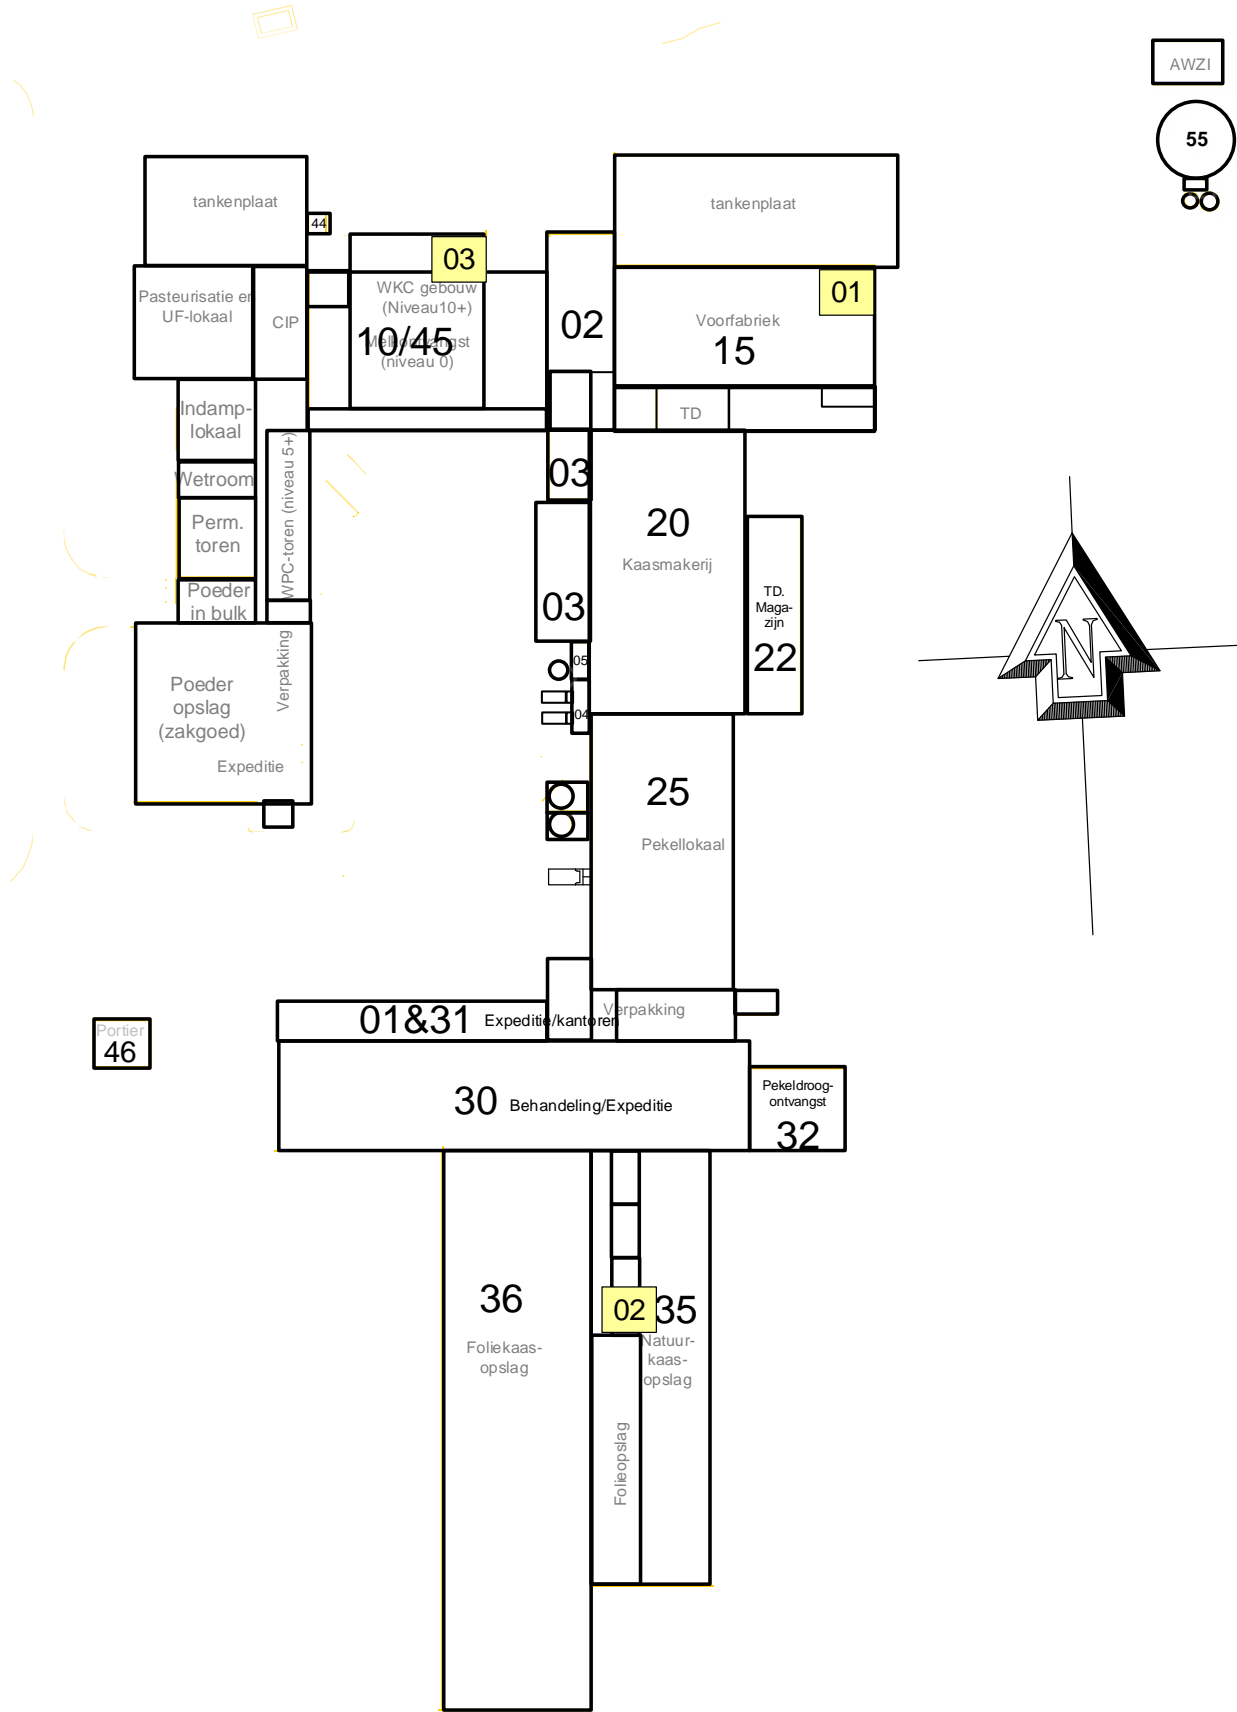 AWZI
55
tankenplaat
44
tankenplaat
03
01
Pasteurisatie en
UF-lokaal
CIP
WKC gebouw
(Niveau10+)
Melkontvangst
(niveau 0)
10/45
02
Voorfabriek
15
TD
Indamp-
lokaal
Wetroom
Perm.
toren
Poeder
in bulk
WPC-toren (niveau 5+)
03
03
20
Kaasmakerij
TD.
Maga-
zijn
22
05
04
N
Poeder
opslag
(zakgoed)
Verpakking
Expeditie
25
Pekellokaal
Portier
46
01&31 Expeditie/kantoren
Verpakking
30 Behandeling/Expeditie
Pekeldroog-
ontvangst
32
36
Foliekaas-
opslag
02
35
Natuur-
kaas-
opslag
Folieopslag